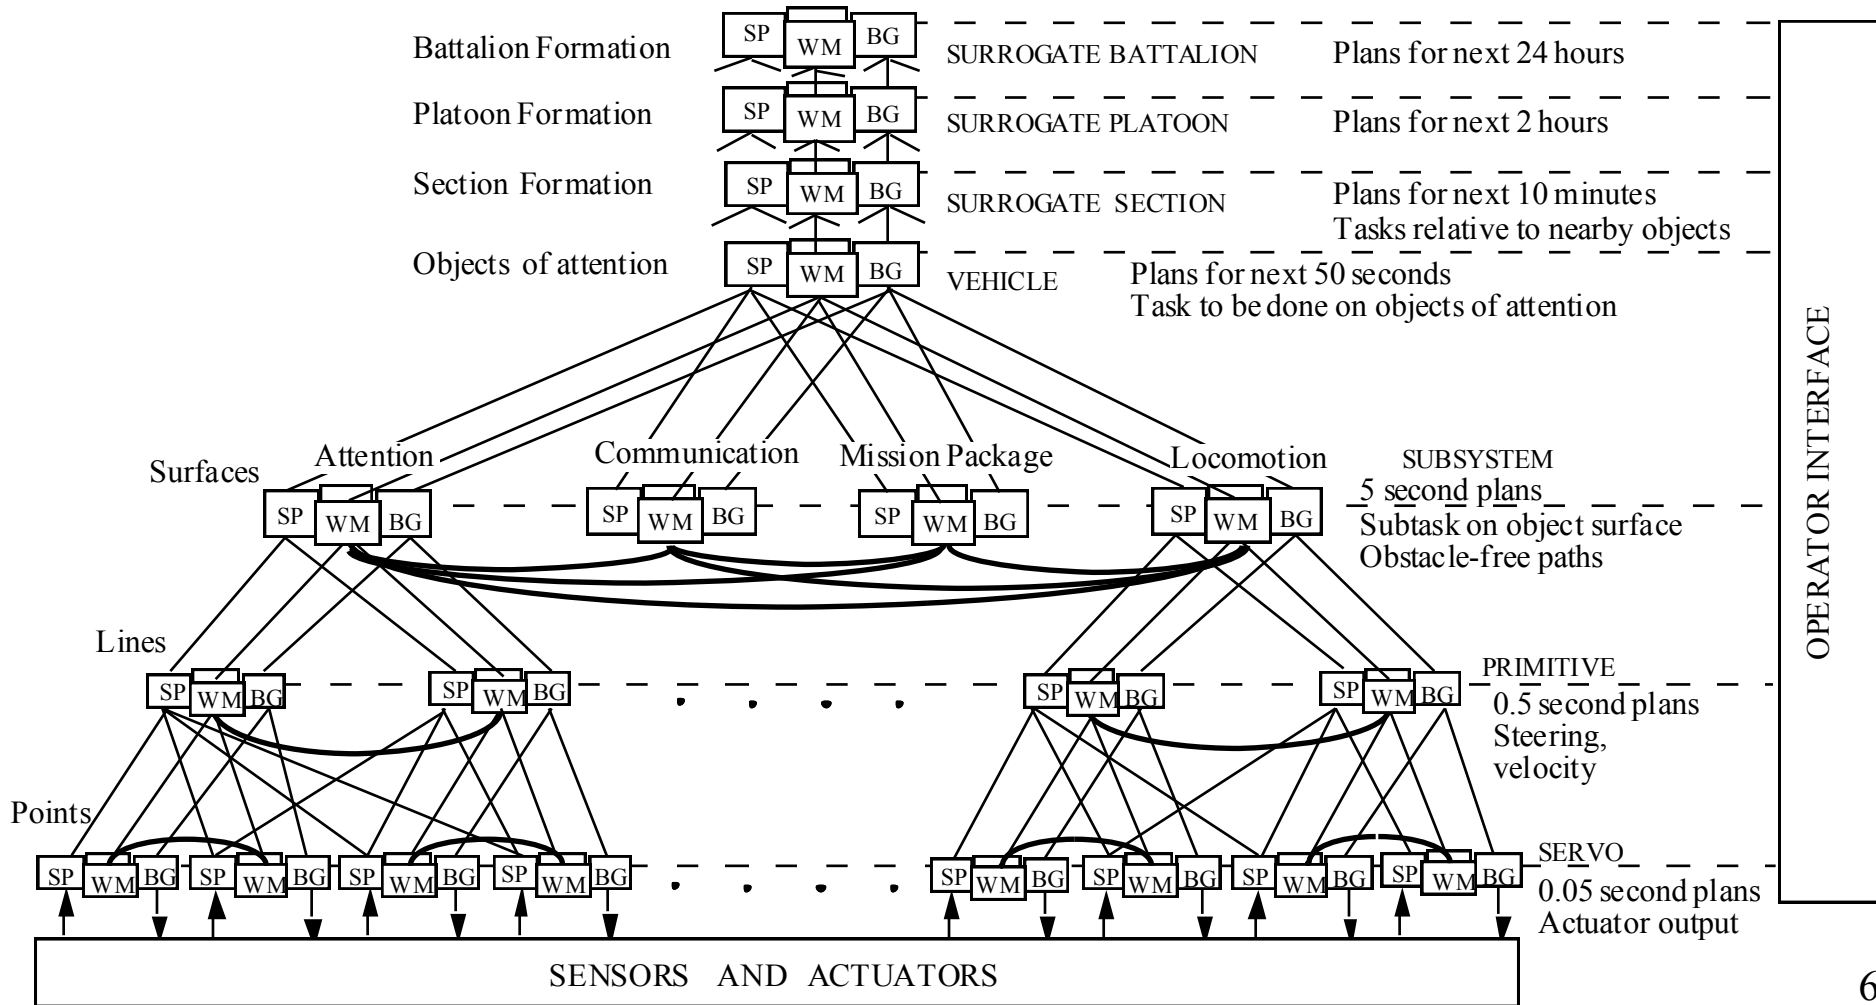 SP WM BG
Battalion Formation SURROGATE BATTALION Plans for next 24 hours
SP WM BG
Platoon Formation SURROGATE PLATOON Plans for next 2 hours
SP WM BG
Section Formation SURROGATE SECTION Plans for next 10 minutes
Tasks relative to nearby objects
SP WM BG
Objects of attention VEHICLE Plans for next 50 seconds
Task to be done on objects of attention
OPERATOR INTERFACE
Surfaces Attention Communication Mission Package Locomotion SUBSYSTEM
5 second plans
SP WM BG SP WM BG SP WM BG SP WM BG
Subtask on object surface
Obstacle-free paths
Lines
PRIMITIVE
SP WM BG SP WM BG . . . . SP WM BG SP WM BG
0.5 second plans
Steering,
velocity
Points
SERVO
SP WM BG SP WM BG SP WM BG SP WM BG . . . . SP WM BG SP WM BG SP WM BG SP WM BG
0.05 second plans
Actuator output
SENSORS AND ACTUATORS
6